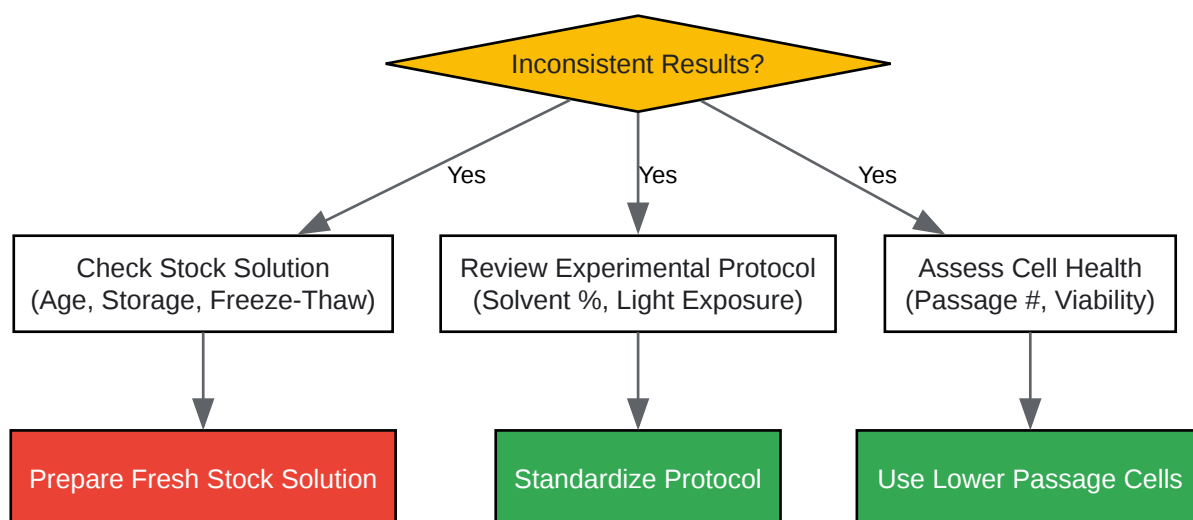 Inconsistent Results?
Yes
Yes
Yes
Check Stock Solution
(Age, Storage, Freeze-Thaw)
Review Experimental Protocol
(Solvent %, Light Exposure)
Assess Cell Health
(Passage #, Viability)
Prepare Fresh Stock Solution
Standardize Protocol
Use Lower Passage Cells